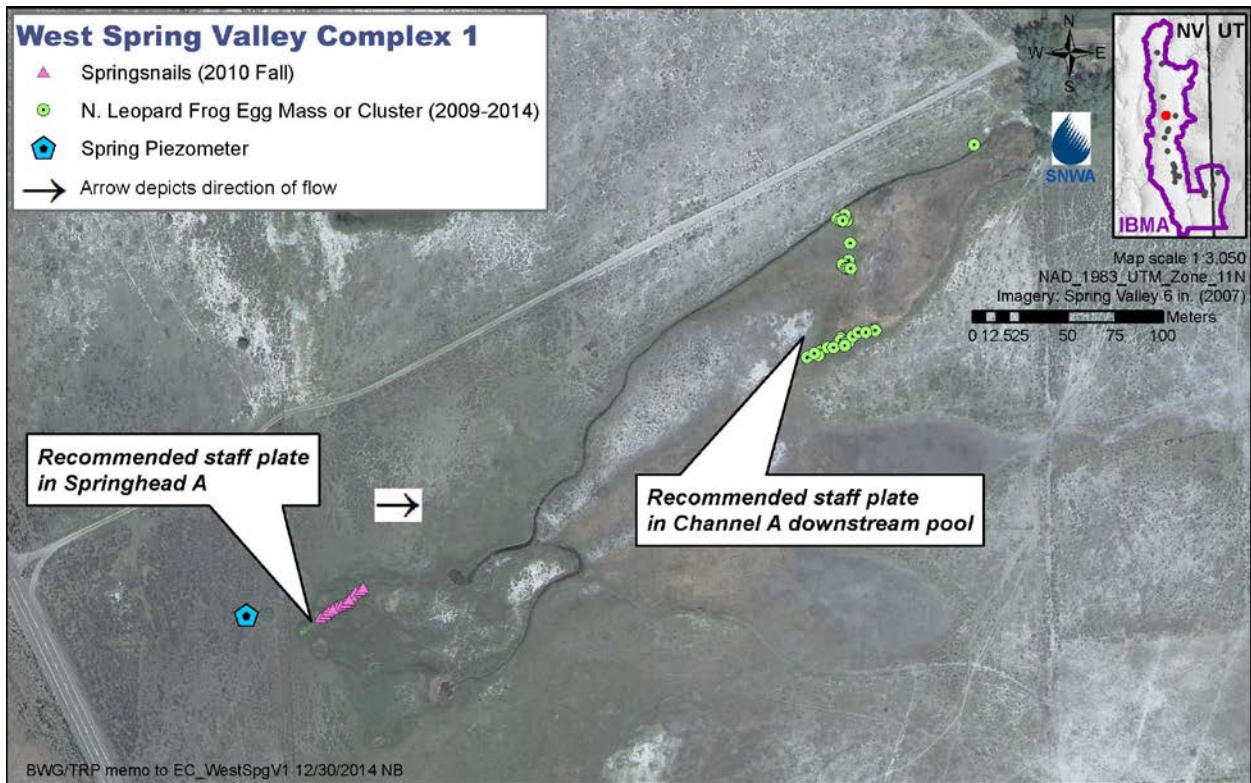 West Spring Valley Complex 1
Springsnails (2010 Fall)
N. Leopard Frog Egg Mass or Cluster (2009-2014)
Spring Piezometer
Arrow depicts direction of flow
N
W E
S
SNWA
NV UT
IBMA
Map scale 1:3,050
NAD_1983_UTM_Zone_11N
Imagery: Spring Valley 6 in. (2007)
Meters
0 12.525 50 75 100
Recommended staff plate
in Springhead A
Recommended staff plate
in Channel A downstream pool
BWG/TRP memo to EC_WestSpgV1 12/30/2014 NB